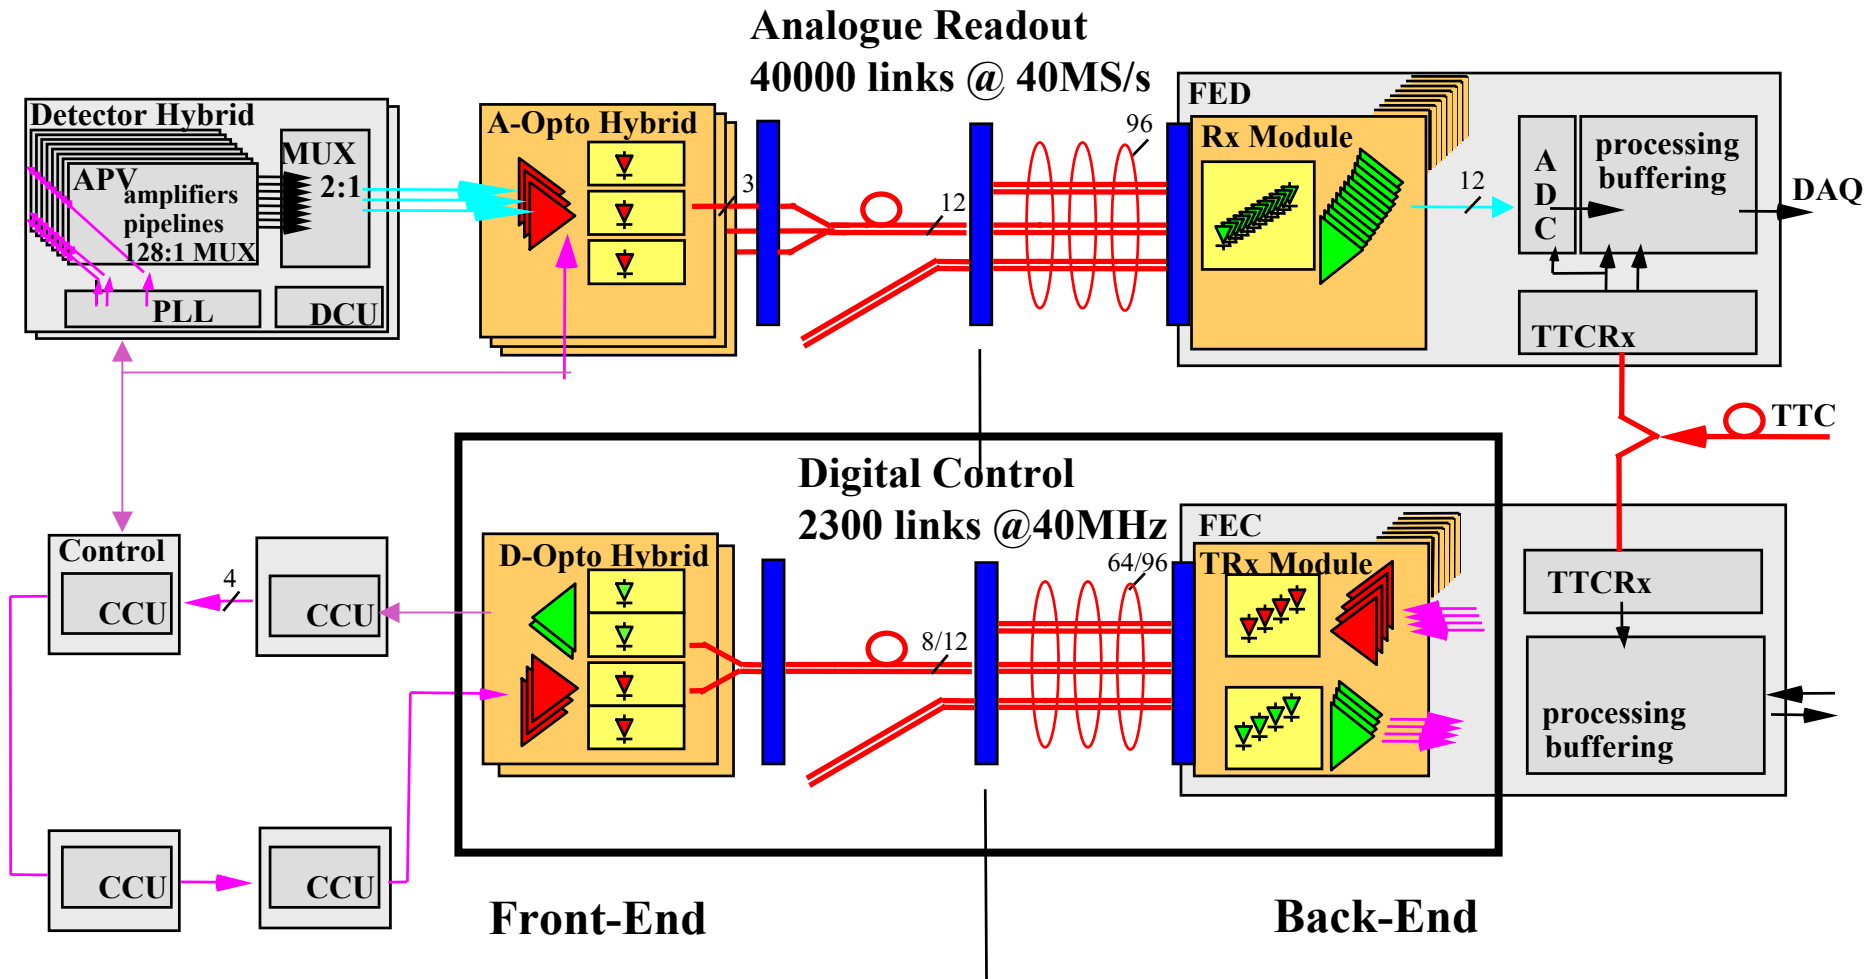 Analogue Readout
40000 links @ 40MS/s
Detector Hybrid
APV
amplifiers
pipelines
128:1 MUX
MUX
2:1
PLL
DCU
A-Opto Hybrid
3
12
96
FED
Rx Module
12
A
D
C
processing
buffering
DAQ
TTCRx
TTC
Digital Control
2300 links @40MHz
Control
CCU
4
CCU
CCU
CCU
D-Opto Hybrid
8/12
64/96
FEC
TRx Module
TTCRx
processing
buffering
Front-End
Back-End